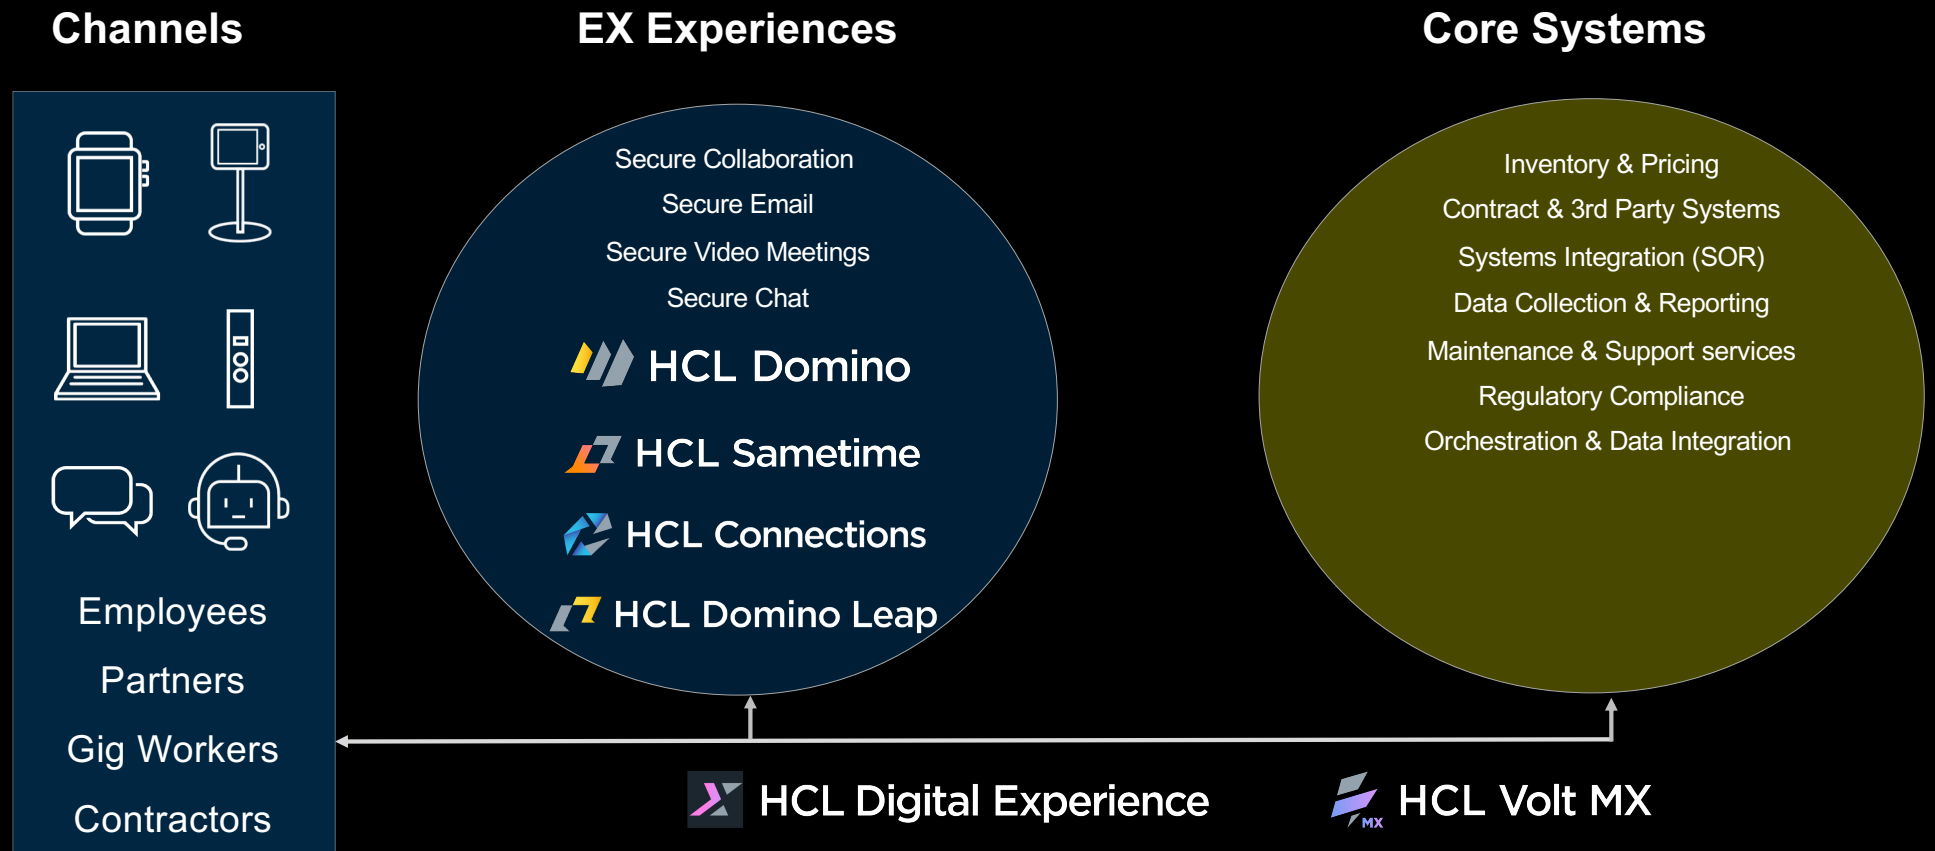 Channels
EX Experiences
Core Systems
Employees
Partners
Gig Workers
Contractors
Secure Collaboration
Secure Email
Secure Video Meetings
Secure Chat
HCL Domino
HCL Sametime
HCL Connections
HCL Domino Leap
Inventory & Pricing
Contract & 3rd Party Systems
Systems Integration (SOR)
Data Collection & Reporting
Maintenance & Support services
Regulatory Compliance
Orchestration & Data Integration
HCL Digital Experience
MX
HCL Volt MX